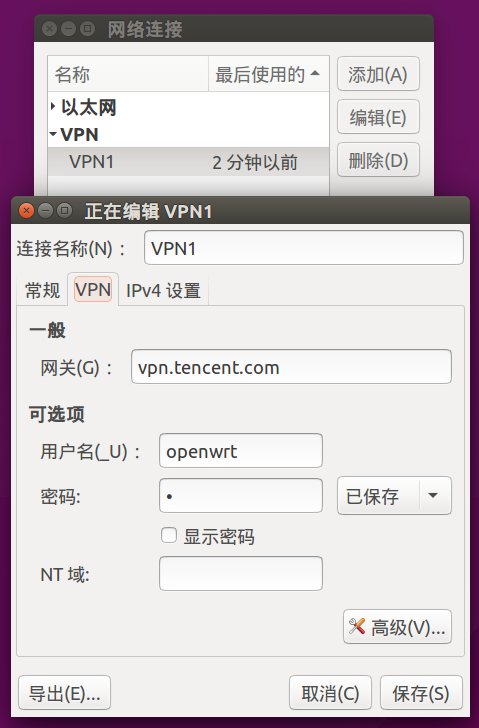 网络连接
名称 最后使用的
添加(A)
以太网
编辑(E)
VPN
VPN1 2 分钟以前
删除(D)
正在编辑 VPN1
连接名称(N)： VPN1
常规 VPN IPv4 设置
一般
网关(G)： vpn.tencent.com
可选项
用户名(_U)： openwrt
密码: • 已保存
显示密码
NT 域:
高级(V)...
导出(E)... 取消(C) 保存(S)